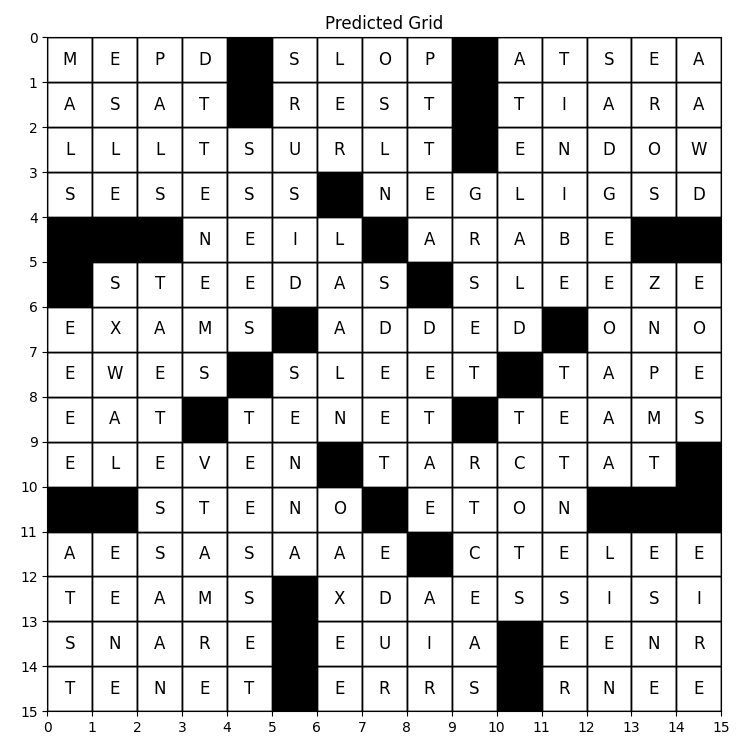 Predicted Grid
0 M E P D S L O P A T S E A
1 A S A T R E S T T I A R A
2 L L L T S U R L T E N D O W
3 S E S E S S N E G L I G S D
4 N E I L A R A B E
5 S T E E D A S S L E E Z E
6 E X A M S A D D E D O N O
7 E W E S S L E E T T A P E
8 E A T T E N E T T E A M S
9 E L E V E N T A R C T A T
10 S T E N O E T O N
11 A E S A S A A E C T E L E E
12 T E A M S X D A E S S I S I
13 S N A R E E U I A E E N R
14 T E N E T E R R S R N E E
15
0 1 2 3 4 5 6 7 8 9 10 11 12 13 14 15